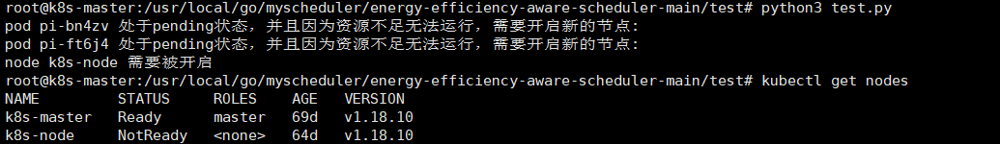 root@k8s-master:/usr/local/go/myscheduler/energy-efficiency-aware-scheduler-main/test# python3 test.py
pod pi-bn4zv 处于pending状态，并且因为资源不足无法运行，需要开启新的节点:
pod pi-ft6j4 处于pending状态，并且因为资源不足无法运行，需要开启新的节点:
node k8s-node 需要被开启
root@k8s-master:/usr/local/go/myscheduler/energy-efficiency-aware-scheduler-main/test# kubectl get nodes
NAME STATUS ROLES AGE VERSION
k8s-master Ready master 69d v1.18.10
k8s-node NotReady <none> 64d v1.18.10